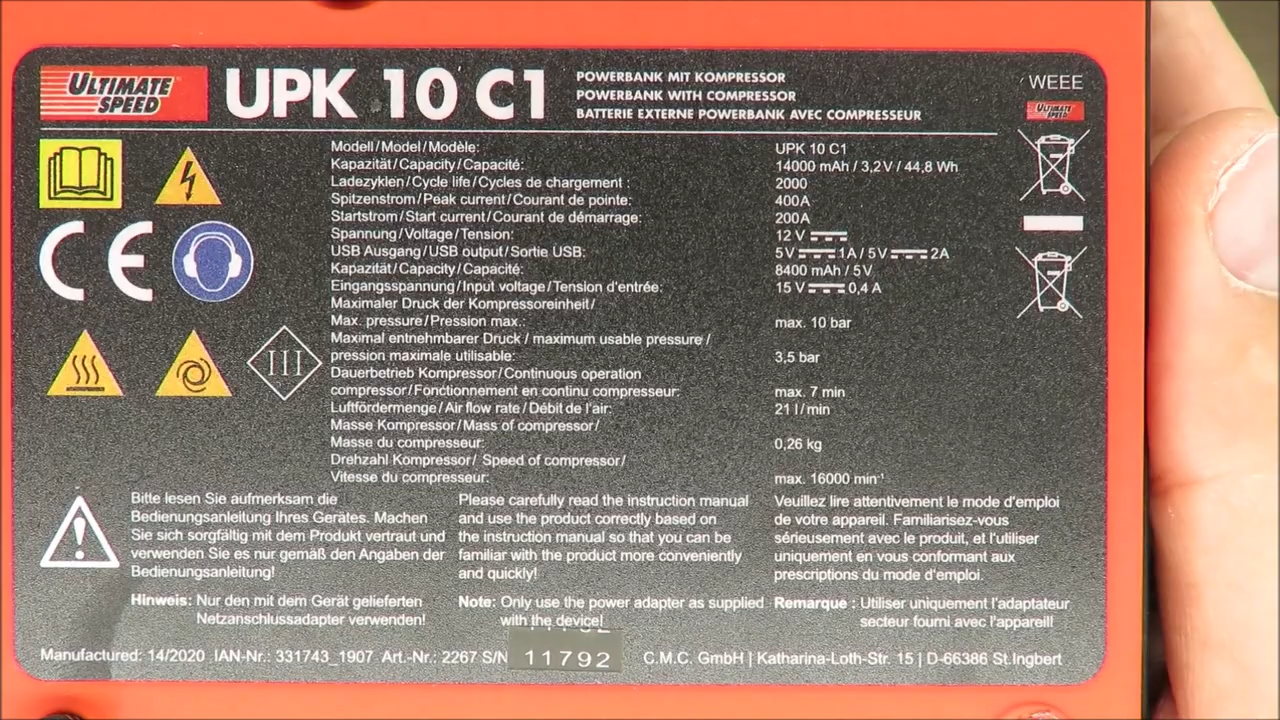 ULTIMATE SPEED
UPK 10 C1
POWERBANK MIT KOMPRESSOR
POWERBANK WITH COMPRESSOR
BATTERIE EXTERNE POWERBANK AVEC COMPRESSEUR
WEEE
ULTIMATE SPEED
CE
III
Modell/Model/Modèle: UPK 10 C1
Kapazität/Capacity/Capacité: 14000 mAh / 3,2V / 44,8 Wh
Ladezyklen/Cycle life/Cycles de chargement : 2000
Spitzenstrom/Peak current/Courant de pointe: 400A
Startstrom/Start current/Courant de démarrage: 200A
Spannung/Voltage/Tension: 12 V
USB Ausgang/USB output/Sortie USB: 5V 1A / 5V 2A
Kapazität/Capacity/Capacité: 8400 mAh / 5V
Eingangsspannung/Input voltage/Tension d'entrée: 15 V 0,4 A
Maximaler Druck der Kompressoreinheit/
Max. pressure/Pression max.: max. 10 bar
Maximal entnehmbarer Druck / maximum usable pressure /
pression maximale utilisable: 3,5 bar
Dauerbetrieb Kompressor/Continuous operation
compressor/Fonctionnement en continu compresseur: max. 7 min
Luftfördermenge/Air flow rate/Débit de l'air: 21 l/min
Masse Kompressor/Mass of compressor/
Masse du compresseur: 0,26 kg
Drehzahl Kompressor/ Speed of compressor/
Vitesse du compresseur: max. 16000 min⁻¹
Bitte lesen Sie aufmerksam die
Bedienungsanleitung Ihres Gerätes. Machen
Sie sich sorgfältig mit dem Produkt vertraut und
verwenden Sie es nur gemäß den Angaben der
Bedienungsanleitung!
Hinweis: Nur den mit dem Gerät gelieferten
Netzanschlussadapter verwenden!
Please carefully read the instruction manual
and use the product correctly based on
the instruction manual so that you can be
familiar with the product more conveniently
and quickly!
Note: Only use the power adapter as supplied
with the device!
Veuillez lire attentivement le mode d'emploi
de votre appareil. Familiarisez-vous
sérieusement avec le produit, et l'utiliser
uniquement en vous conformant aux
prescriptions du mode d'emploi.
Remarque : Utiliser uniquement l'adaptateur
secteur fourni avec l'appareil!
Manufactured: 14/2020 IAN-Nr.: 331743_1907 Art.-Nr.: 2267 S/N 11792 C.M.C. GmbH | Katharina-Loth-Str. 15 | D-66386 St.Ingbert